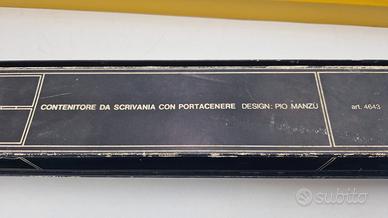 CONTENITORE DA SCRIVANIA CON PORTACENERE DESIGN: PIO MANZÙ art. 4643
subito